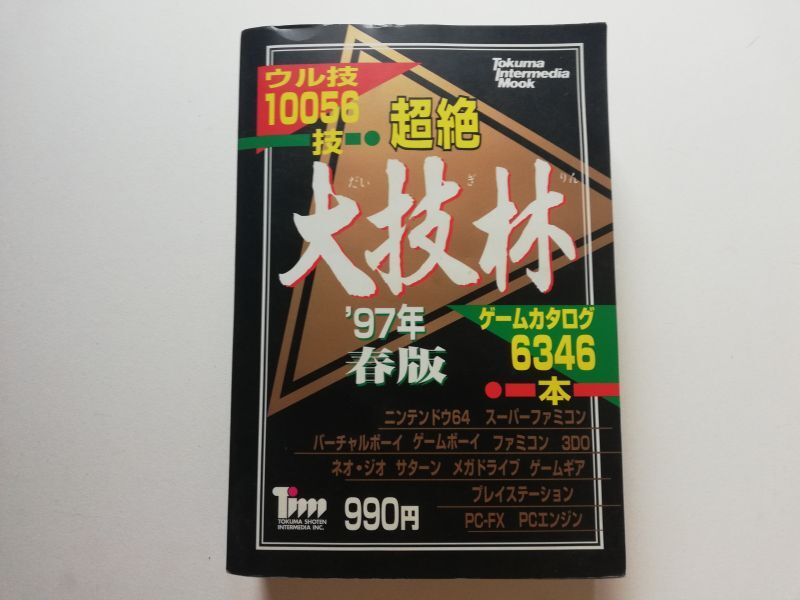 Tokuma
Intermedia
Mook
ウル技
10056
技
超絶
だい ぎ りん
大技林
'97年
春版
ゲームカタログ
6346
本
ニンテンドウ64 スーパーファミコン
バーチャルボーイ ゲームボーイ ファミコン 3DO
ネオ・ジオ サターン メガドライブ ゲームギア
プレイステーション
PC-FX PCエンジン
Tim
TOKUMA SHOTEN
INTERMEDIA INC.
990円